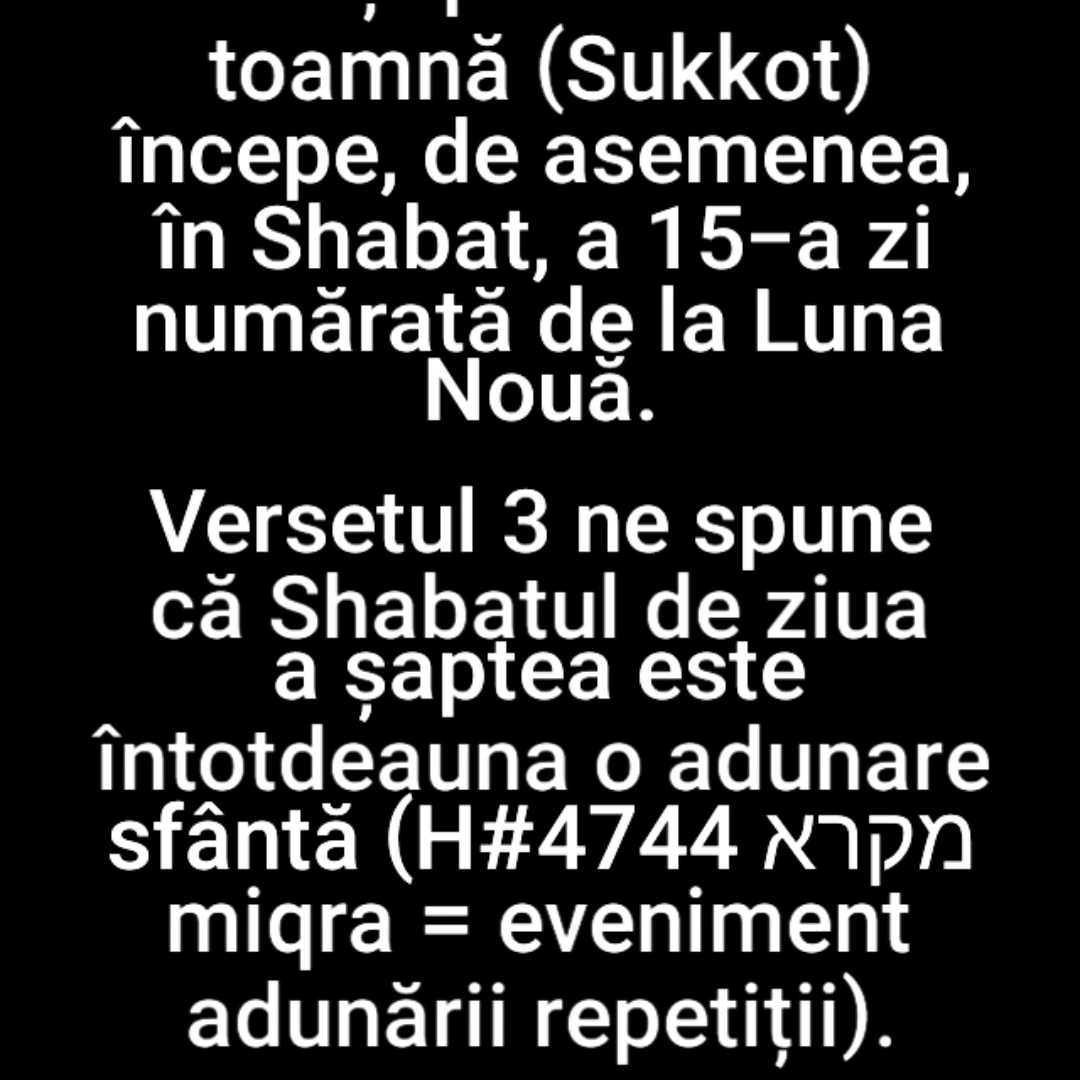 toamnă (Sukkot)
începe, de asemenea,
în Shabat, a 15-a zi
numărată de la Luna
Nouă.
Versetul 3 ne spune
că Shabatul de ziua
a șaptea este
întotdeauna o adunare
sfântă (H#4744 מקרא
miqra = eveniment
adunării repetiții).